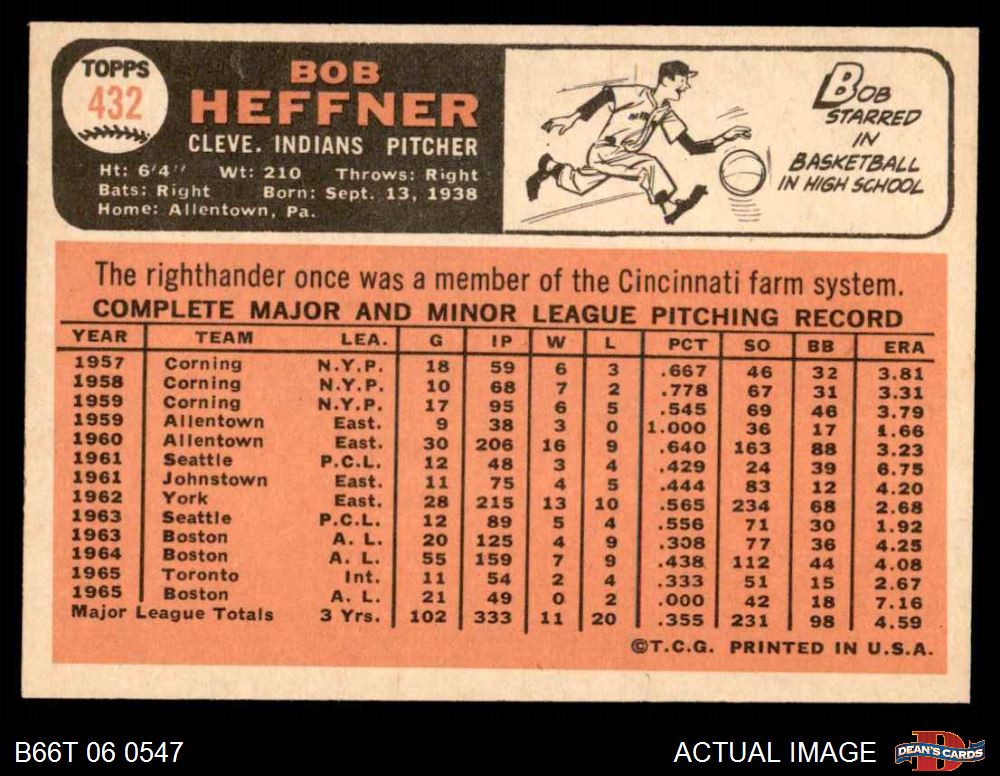 TOPPS
432
BOB
HEFFNER
CLEVE. INDIANS PITCHER
Ht: 6'4" Wt: 210 Throws: Right
Bats: Right Born: Sept. 13, 1938
Home: Allentown, Pa.
BOB
STARRED
IN
BASKETBALL
IN HIGH SCHOOL
The righthander once was a member of the Cincinnati farm system.
COMPLETE MAJOR AND MINOR LEAGUE PITCHING RECORD
YEAR TEAM LEA. G IP W L PCT SO BB ERA
1957 Corning N.Y.P. 18 59 6 3 .667 46 32 3.81
1958 Corning N.Y.P. 10 68 7 2 .778 67 31 3.31
1959 Corning N.Y.P. 17 95 6 5 .545 69 46 3.79
1959 Allentown East. 9 38 3 0 1.000 36 17 1.66
1960 Allentown East. 30 206 16 9 .640 163 88 3.23
1961 Seattle P.C.L. 12 48 3 4 .429 24 39 6.75
1961 Johnstown East. 11 75 4 5 .444 83 12 4.20
1962 York East. 28 215 13 10 .565 234 68 2.68
1963 Seattle P.C.L. 12 89 5 4 .556 71 30 1.92
1963 Boston A. L. 20 125 4 9 .308 77 36 4.25
1964 Boston A. L. 55 159 7 9 .438 112 44 4.08
1965 Toronto Int. 11 54 2 4 .333 51 15 2.67
1965 Boston A. L. 21 49 0 2 .000 42 18 7.16
Major League Totals 3 Yrs. 102 333 11 20 .355 231 98 4.59
©T.C.G. PRINTED IN U.S.A.
B66T 06 0547
ACTUAL IMAGE
DEAN'S CARDS